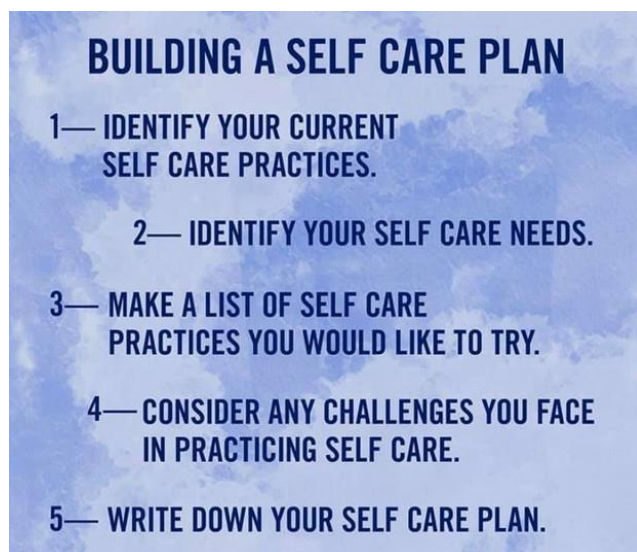 BUILDING A SELF CARE PLAN
1— IDENTIFY YOUR CURRENT
SELF CARE PRACTICES.
2— IDENTIFY YOUR SELF CARE NEEDS.
3— MAKE A LIST OF SELF CARE
PRACTICES YOU WOULD LIKE TO TRY.
4— CONSIDER ANY CHALLENGES YOU FACE
IN PRACTICING SELF CARE.
5— WRITE DOWN YOUR SELF CARE PLAN.